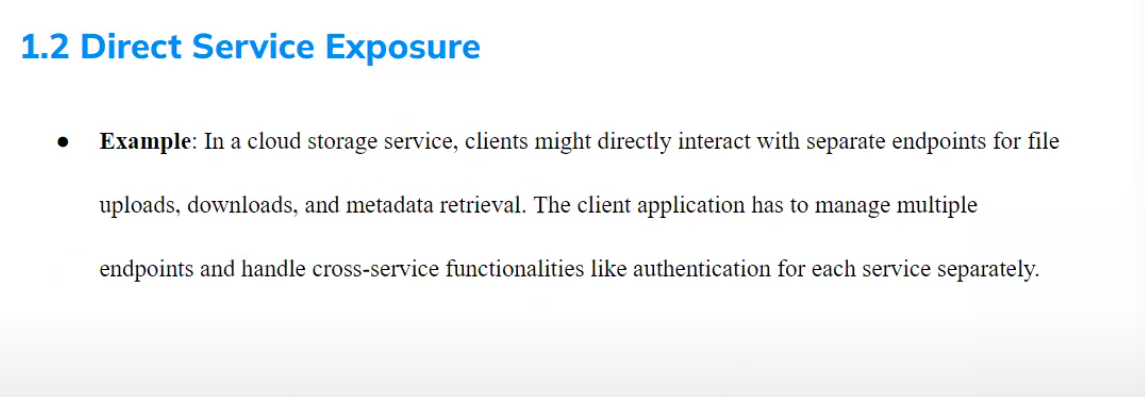 1.2 Direct Service Exposure
● Example: In a cloud storage service, clients might directly interact with separate endpoints for file
uploads, downloads, and metadata retrieval. The client application has to manage multiple
endpoints and handle cross-service functionalities like authentication for each service separately.